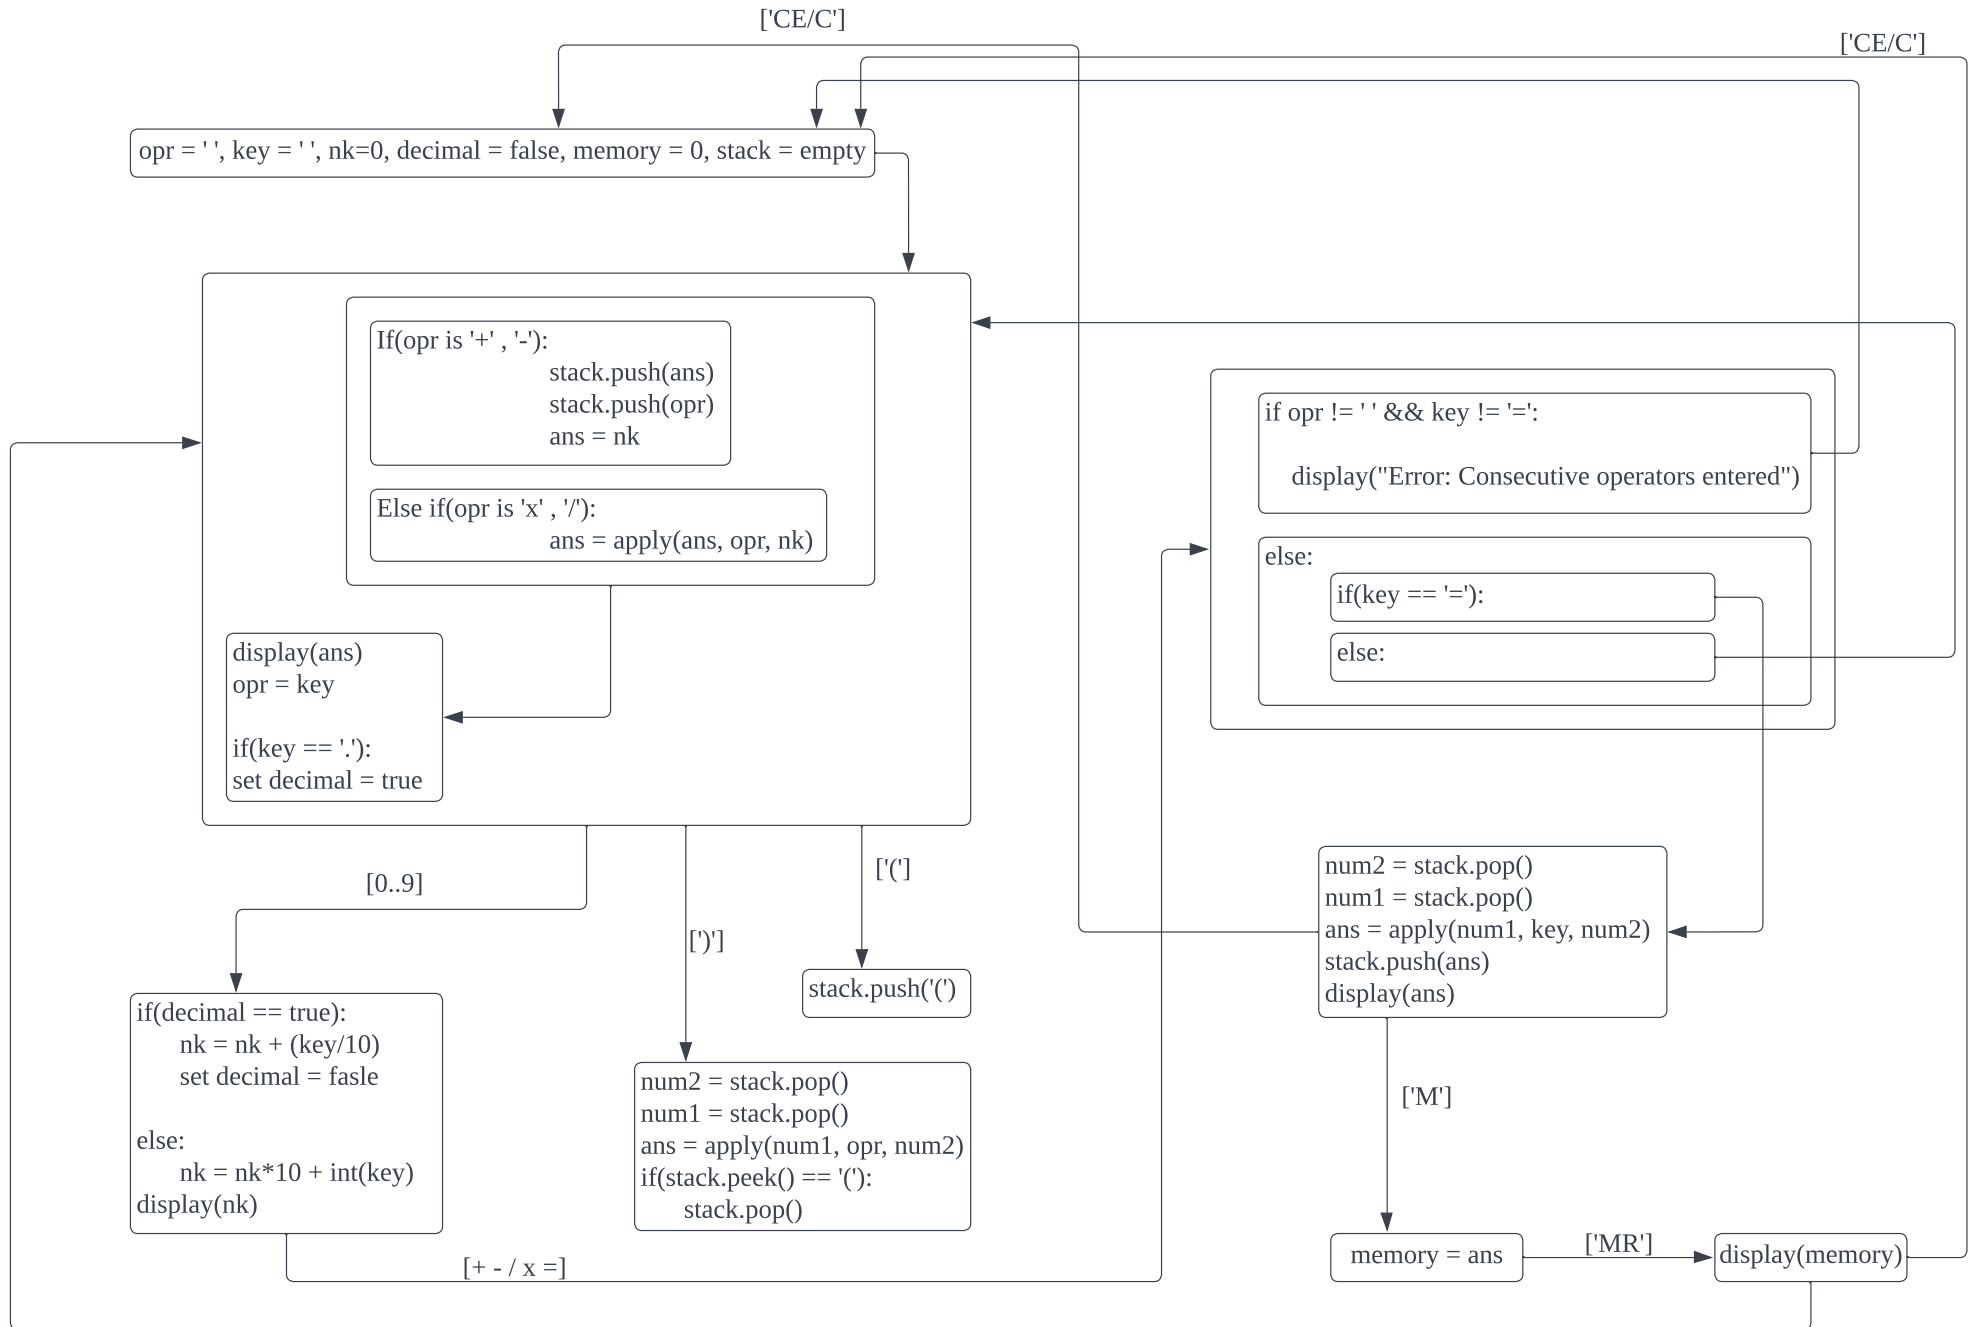 ['CE/C']
['CE/C']
opr = ' ', key = ' ', nk=0, decimal = false, memory = 0, stack = empty
If(opr is '+' , '-'):
stack.push(ans)
stack.push(opr)
ans = nk
Else if(opr is 'x' , '/'):
ans = apply(ans, opr, nk)
display(ans)
opr = key
if(key == '.'):
set decimal = true
if opr != ' ' && key != '=':
display("Error: Consecutive operators entered")
else:
if(key == '='):
else:
[0..9]
[')']
['(']
if(decimal == true):
nk = nk + (key/10)
set decimal = fasle
else:
nk = nk*10 + int(key)
display(nk)
stack.push('(')
num2 = stack.pop()
num1 = stack.pop()
ans = apply(num1, opr, num2)
if(stack.peek() == '('):
stack.pop()
num2 = stack.pop()
num1 = stack.pop()
ans = apply(num1, key, num2)
stack.push(ans)
display(ans)
['M']
[+ - / x =]
memory = ans
['MR']
display(memory)